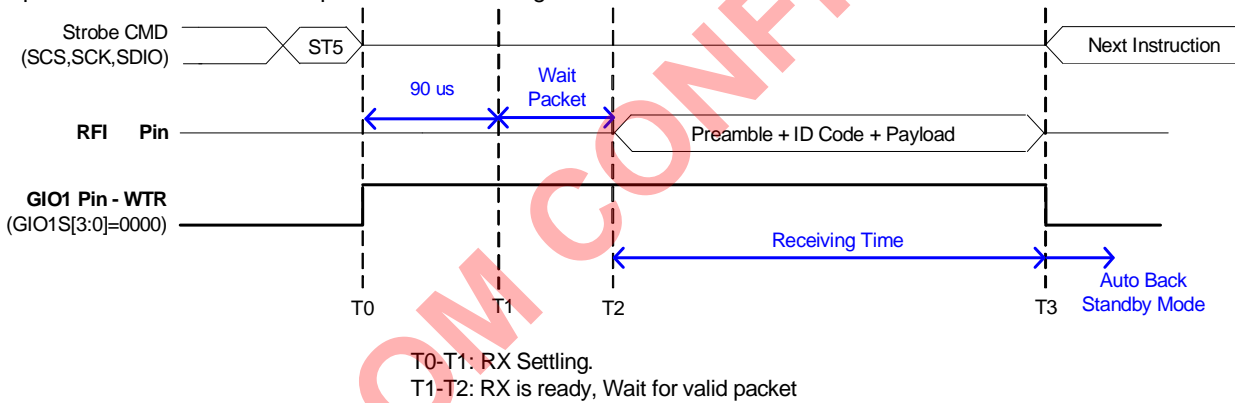 Strobe CMD
(SCS,SCK,SDIO)
ST5
Next Instruction
90 us
Wait
Packet
RFI Pin
Preamble + ID Code + Payload
GIO1 Pin - WTR
(GIO1S[3:0]=0000)
Receiving Time
Auto Back
Standby Mode
T0
T1
T2
T3
T0-T1: RX Settling.
T1-T2: RX is ready, Wait for valid packet
OM CONF